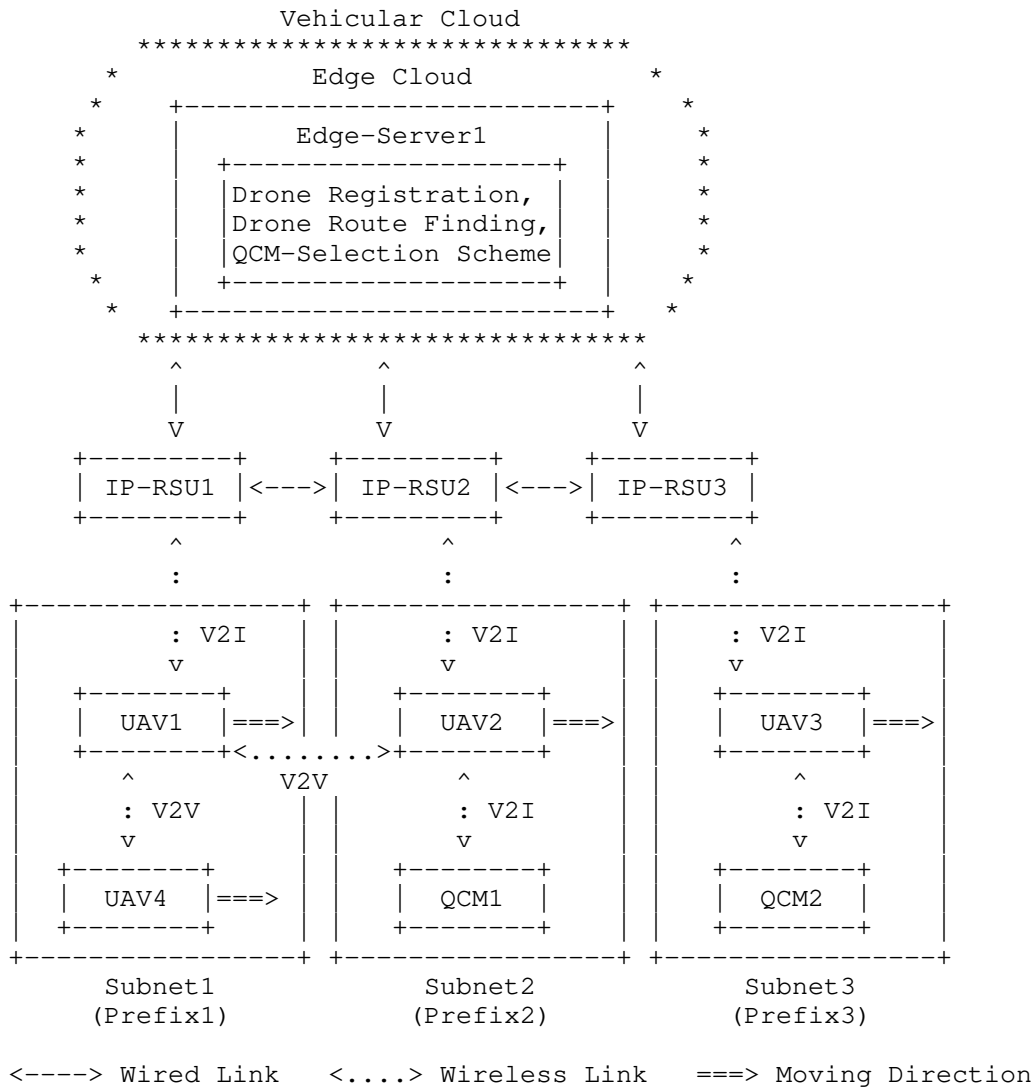 Vehicular Cloud
*******************************
* Edge Cloud *
* +--------------------------+ *
* | Edge-Server1 | *
* | +--------------------+ | *
* | |Drone Registration, | | *
* | |Drone Route Finding,| | *
* | |QCM-Selection Scheme| | *
* | +--------------------+ | *
* +--------------------------+ *
********************************
^ ^ ^
| | |
V V V
+---------+ +---------+ +---------+
| IP-RSU1 |<--->| IP-RSU2 |<--->| IP-RSU3 |
+---------+ +---------+ +---------+
^ ^ ^
: : :
+-----------------+ +-----------------+ +-----------------+
| : V2I | | : V2I | | : V2I |
| v | | v | | v |
| +--------+ | | +--------+ | | +--------+ |
| | UAV1 |===>| | | UAV2 |===>| | | UAV3 |===>|
| +--------+<........>+--------+ | | +--------+ |
| ^ V2V ^ | | ^ |
| : V2V | | : V2I | | : V2I |
| v | | v | | v |
| +--------+ | | +--------+ | | +--------+ |
| | UAV4 |===> | | | QCM1 | | | | QCM2 | |
| +--------+ | | +--------+ | | +--------+ |
+-----------------+ +-----------------+ +-----------------+
Subnet1 Subnet2 Subnet3
(Prefix1) (Prefix2) (Prefix3)
<----> Wired Link <....> Wireless Link ===> Moving Direction